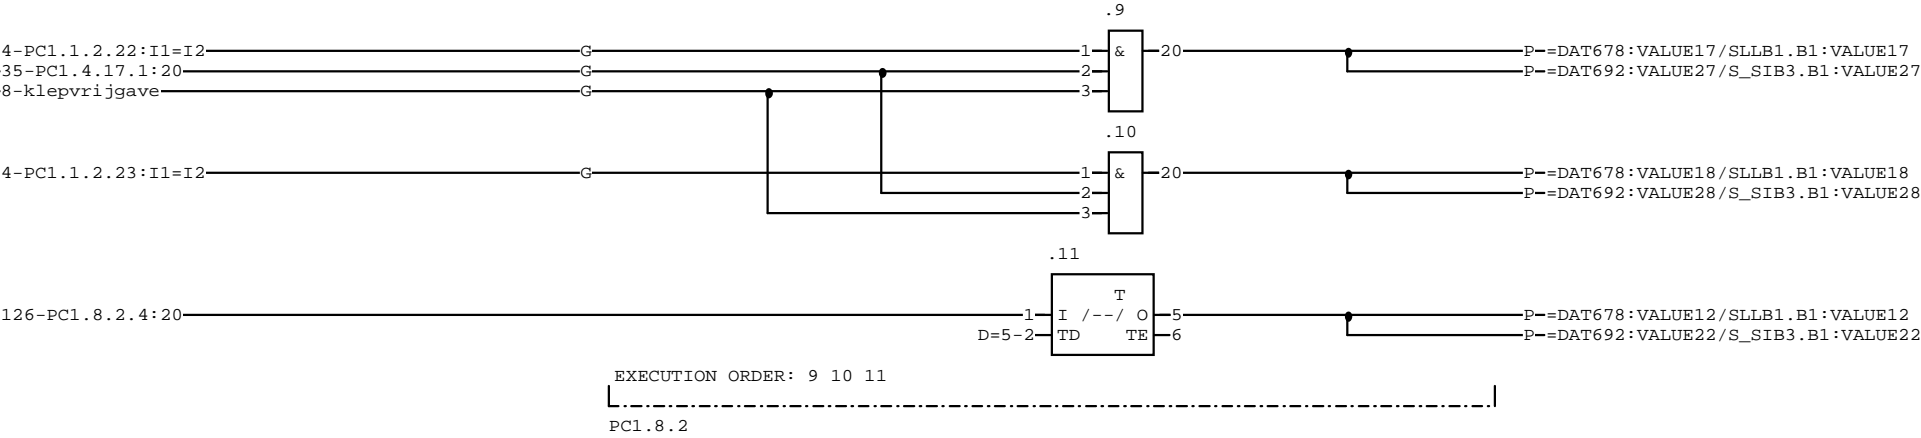 .9
4-PC1.1.2.22:I1=I2 G 1 & 20 P =DAT678:VALUE17/SLLB1.B1:VALUE17
35-PC1.4.17.1:20 G 2 P =DAT692:VALUE27/S_SIB3.B1:VALUE27
8-klepvrijgave G 3
.10
4-PC1.1.2.23:I1=I2 G 1 & 20 P =DAT678:VALUE18/SLLB1.B1:VALUE18
2 P =DAT692:VALUE28/S_SIB3.B1:VALUE28
3
.11
T
126-PC1.8.2.4:20 1 I /--/ O 5 P =DAT678:VALUE12/SLLB1.B1:VALUE12
D=5-2 TD TE 6 P =DAT692:VALUE22/S_SIB3.B1:VALUE22
EXECUTION ORDER: 9 10 11
PC1.8.2